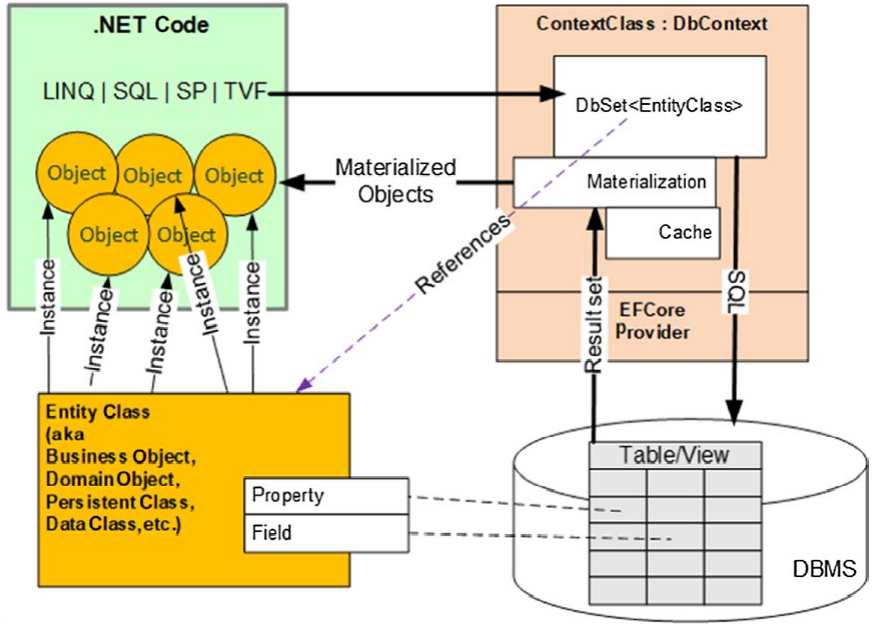 .NET Code
LINQ | SQL | SP | TVF
Object
Object
Object
Object
Object
Materialized
Objects
ContextClass : DbContext
DbSet<EntityClass>
Materialization
Cache
EFCore
Provider
References
SQL
Result set
Instance
Instance
Instance
Instance
Instance
Entity Class
(aka
Business Object,
Domain Object,
Persistent Class,
Data Class, etc.)
Property
Field
Table/View
DBMS